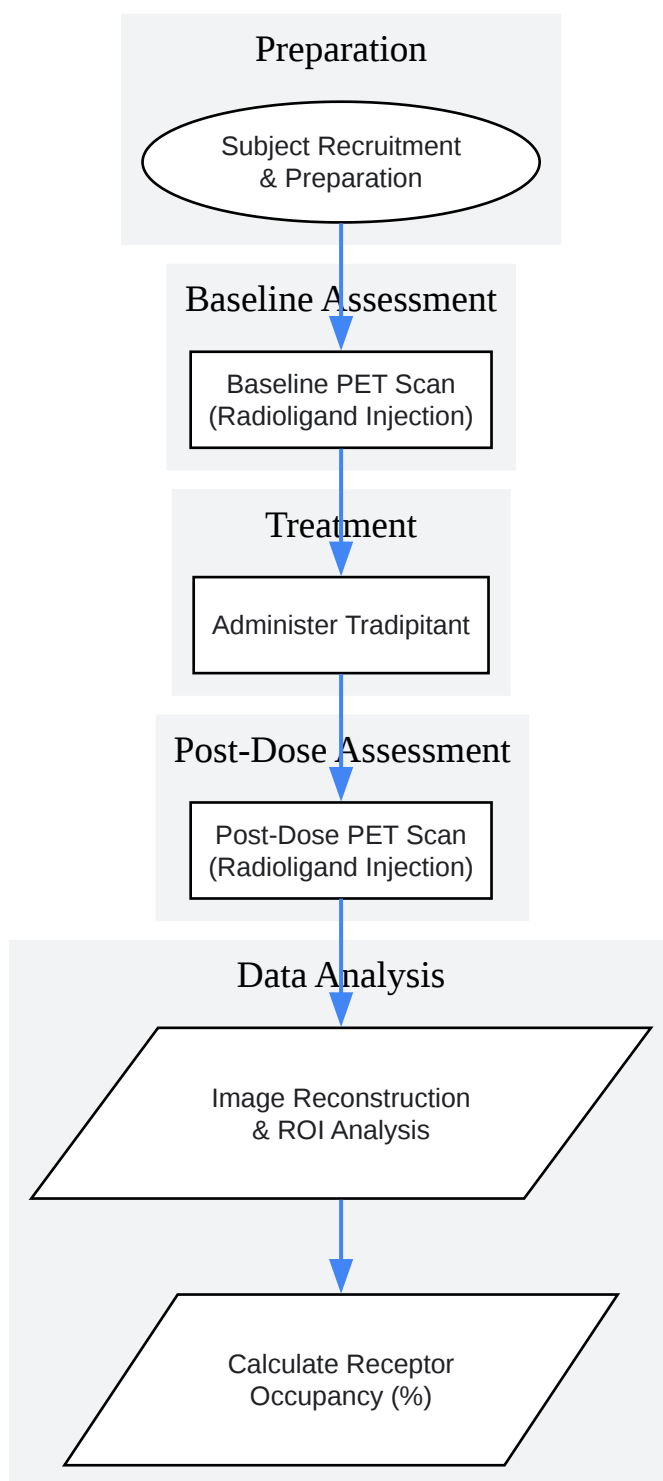 Preparation
Subject Recruitment
& Preparation
Baseline Assessment
Baseline PET Scan
(Radioligand Injection)
Treatment
Administer Tradipitant
Post-Dose Assessment
Post-Dose PET Scan
(Radioligand Injection)
Data Analysis
Image Reconstruction
& ROI Analysis
Calculate Receptor
Occupancy (%)